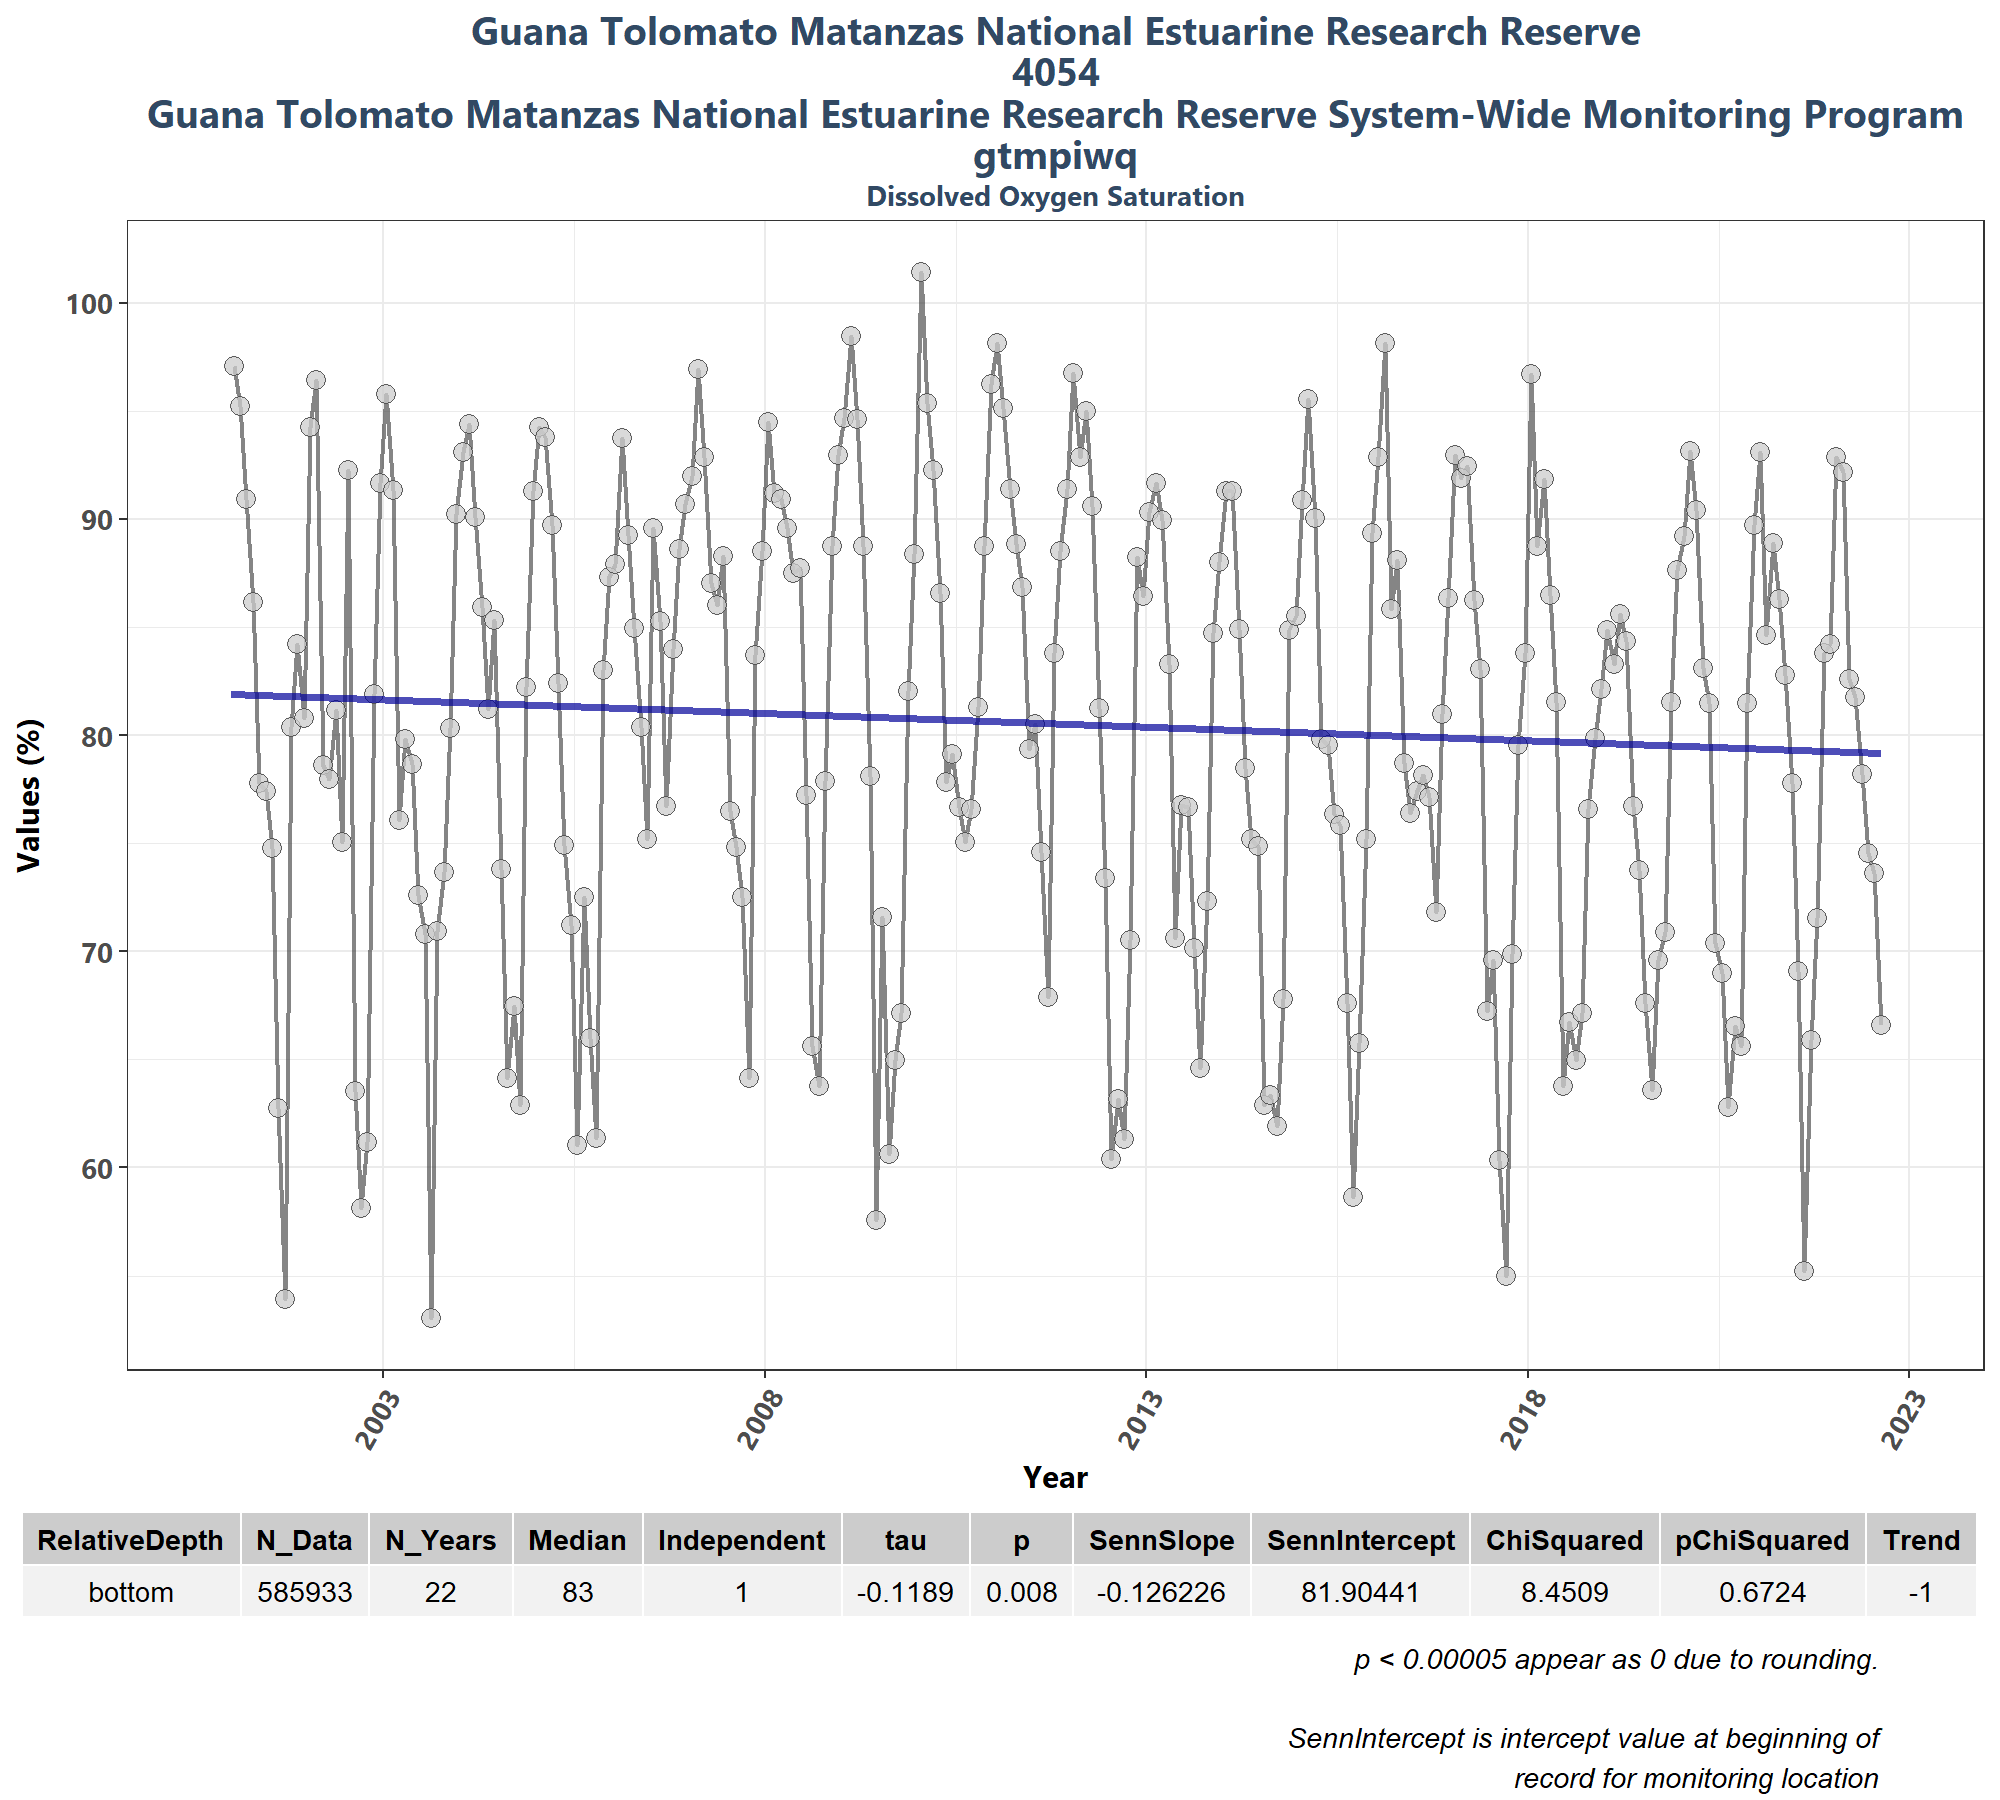 Guana Tolomato Matanzas National Estuarine Research Reserve
4054
Guana Tolomato Matanzas National Estuarine Research Reserve System-Wide Monitoring Program
gtmpiwq
Dissolved Oxygen Saturation
100
90
80
70
60
Values (%)
2003 2008 2013 2018 2023
Year
RelativeDepth N_Data N_Years Median Independent tau p SennSlope SennIntercept ChiSquared pChiSquared Trend
bottom 585933 22 83 1 -0.1189 0.008 -0.126226 81.90441 8.4509 0.6724 -1
p < 0.00005 appear as 0 due to rounding.
SennIntercept is intercept value at beginning of
record for monitoring location